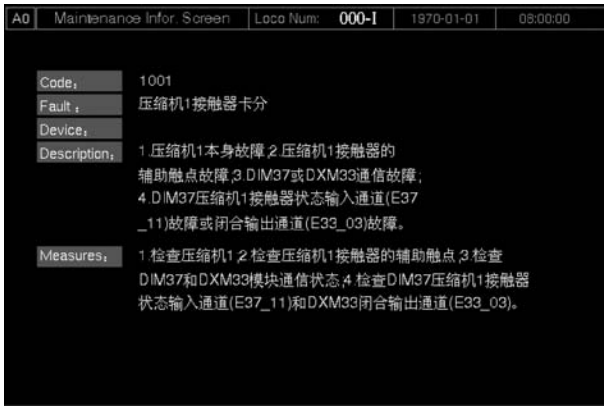 A0 Maintenance Infor. Screen Loco Num: 000-I 1970-01-01 08:00:00
Code: 1001
Fault : 压缩机1接触器卡分
Device:
Description: 1.压缩机1本身故障;2.压缩机1接触器的
辅助触点故障;3.DIM37或DXM33通信故障;
4.DIM37压缩机1接触器状态输入通道(E37
_11)故障或闭合输出通道(E33_03)故障。
Measures: 1.检查压缩机1;2.检查压缩机1接触器的辅助触点;3.检查
DIM37和DXM33模块通信状态;4.检查DIM37压缩机1接触器
状态输入通道(E37_11)和DXM33闭合输出通道(E33_03)。